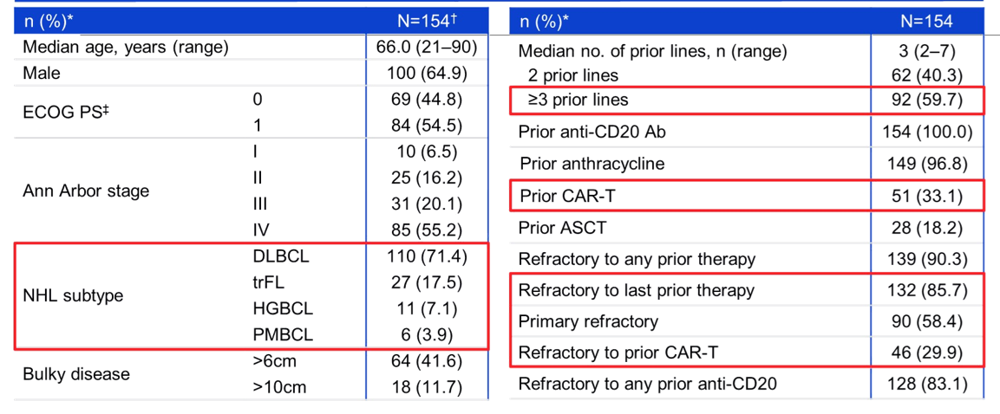 n (%)* N=154†
Median age, years (range) 66.0 (21–90)
Male 100 (64.9)
ECOG PS‡ 0 69 (44.8)
1 84 (54.5)
Ann Arbor stage I 10 (6.5)
II 25 (16.2)
III 31 (20.1)
IV 85 (55.2)
NHL subtype DLBCL 110 (71.4)
trFL 27 (17.5)
HGBCL 11 (7.1)
PMBCL 6 (3.9)
Bulky disease >6cm 64 (41.6)
>10cm 18 (11.7)
n (%)* N=154
Median no. of prior lines, n (range) 3 (2–7)
2 prior lines 62 (40.3)
≥3 prior lines 92 (59.7)
Prior anti-CD20 Ab 154 (100.0)
Prior anthracycline 149 (96.8)
Prior CAR-T 51 (33.1)
Prior ASCT 28 (18.2)
Refractory to any prior therapy 139 (90.3)
Refractory to last prior therapy 132 (85.7)
Primary refractory 90 (58.4)
Refractory to prior CAR-T 46 (29.9)
Refractory to any prior anti-CD20 128 (83.1)